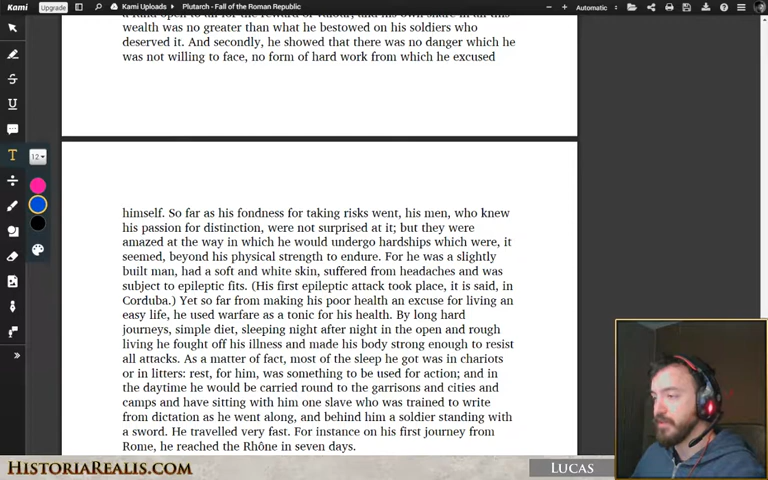 Kami
Upgrade
Kami Uploads
Plutarch - Fall of the Roman Republic
Automatic
wealth was no greater than what he bestowed on his soldiers who
deserved it. And secondly, he showed that there was no danger which he
was not willing to face, no form of hard work from which he excused
T
12
himself. So far as his fondness for taking risks went, his men, who knew
his passion for distinction, were not surprised at it; but they were
amazed at the way in which he would undergo hardships which were, it
seemed, beyond his physical strength to endure. For he was a slightly
built man, had a soft and white skin, suffered from headaches and was
subject to epileptic fits. (His first epileptic attack took place, it is said, in
Corduba.) Yet so far from making his poor health an excuse for living an
easy life, he used warfare as a tonic for his health. By long hard
journeys, simple diet, sleeping night after night in the open and rough
living he fought off his illness and made his body strong enough to resist
all attacks. As a matter of fact, most of the sleep he got was in chariots
or in litters: rest, for him, was something to be used for action; and in
the daytime he would be carried round to the garrisons and cities and
camps and have sitting with him one slave who was trained to write
from dictation as he went along, and behind him a soldier standing with
a sword. He travelled very fast. For instance on his first journey from
Rome, he reached the Rhône in seven days.
HISTORIAREALIS.COM
LUCAS